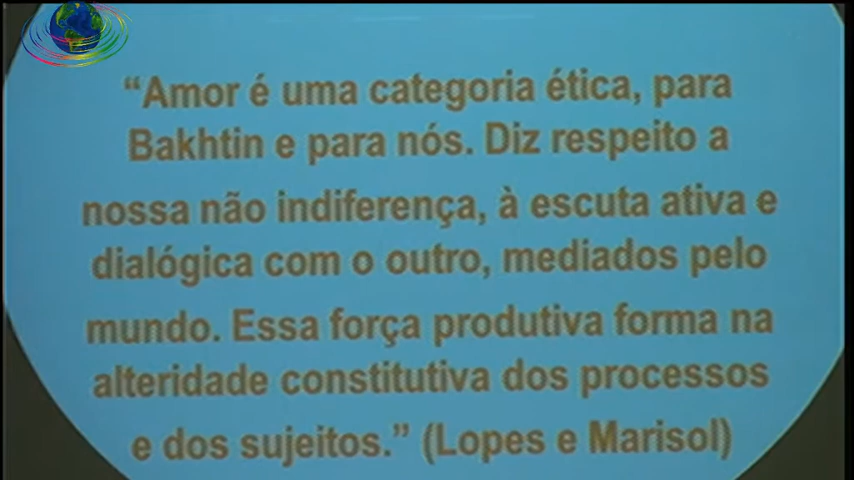 “Amor é uma categoria ética, para
Bakhtin e para nós. Diz respeito a
nossa não indiferença, à escuta ativa e
dialógica com o outro, mediados pelo
mundo. Essa força produtiva forma na
alteridade constitutiva dos processos
e dos sujeitos.” (Lopes e Marisol)